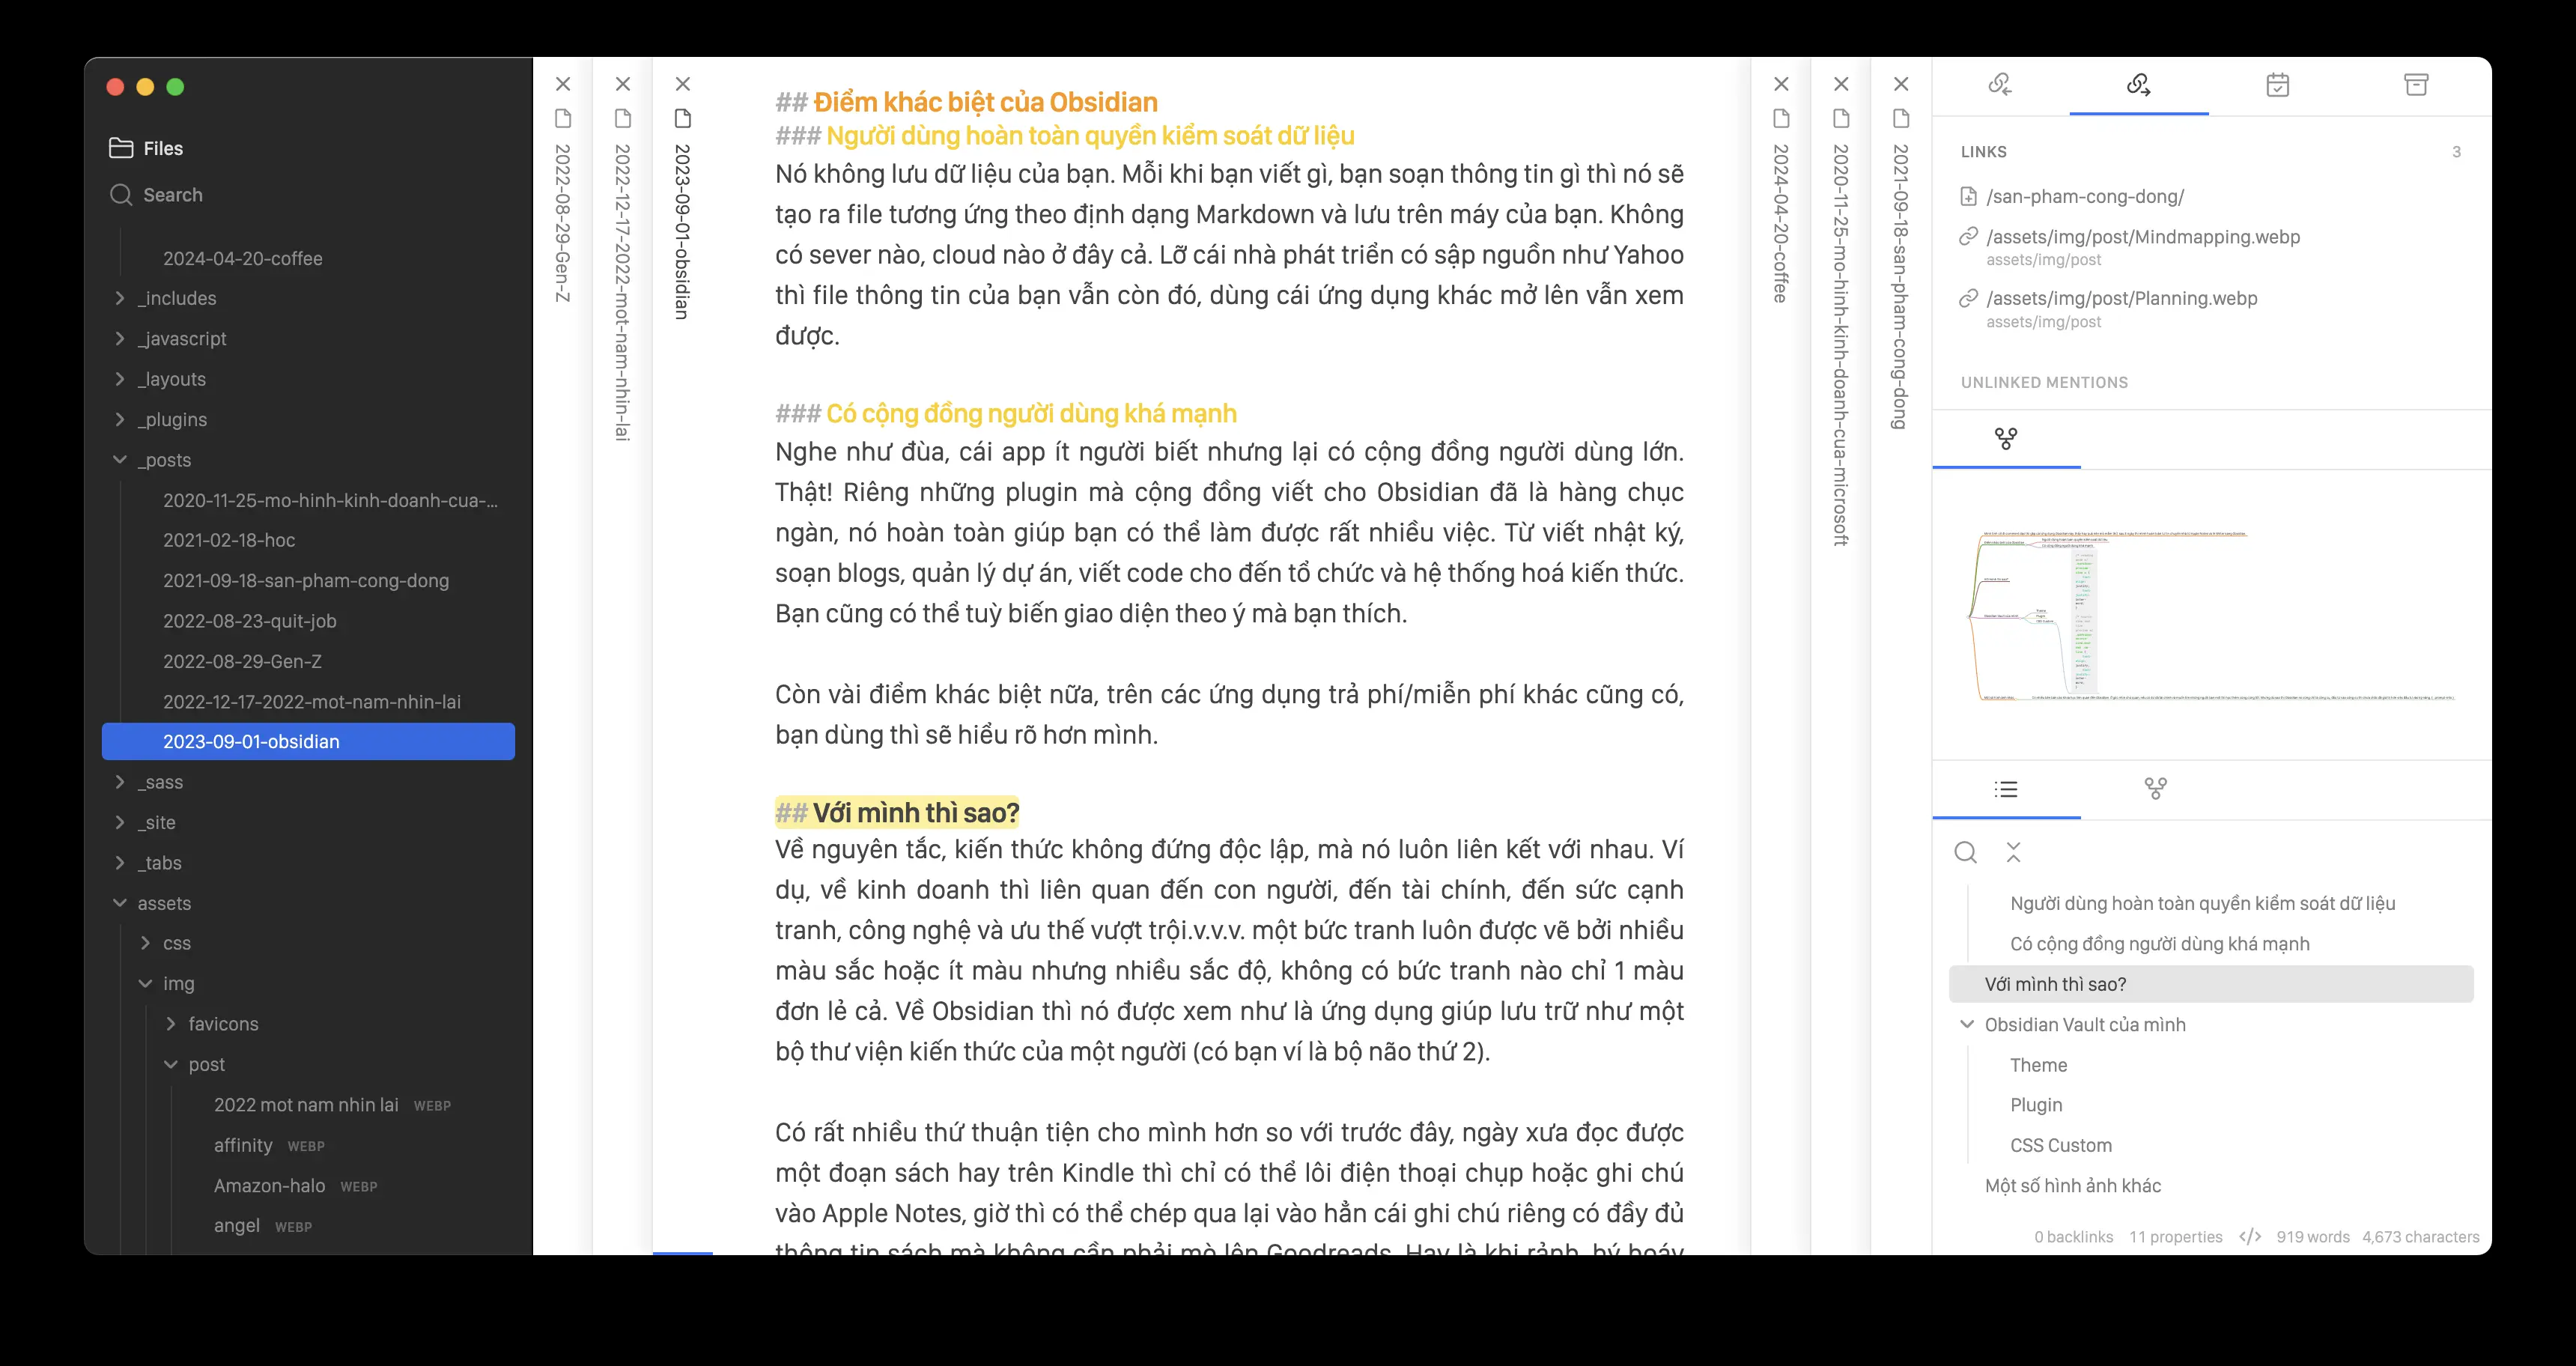 Files
Search
2024-04-20-coffee
_includes
_javascript
_layouts
_plugins
_posts
2020-11-25-mo-hinh-kinh-doanh-cua-...
2021-02-18-hoc
2021-09-18-san-pham-cong-dong
2022-08-23-quit-job
2022-08-29-Gen-Z
2022-12-17-2022-mot-nam-nhin-lai
2023-09-01-obsidian
_sass
_site
_tabs
assets
css
img
favicons
post
2022 mot nam nhin lai WEBP
affinity WEBP
Amazon-halo WEBP
angel WEBP
2022-08-29-Gen-Z
2022-12-17-2022-mot-nam-nhin-lai
2023-09-01-obsidian
## Điểm khác biệt của Obsidian
### Người dùng hoàn toàn quyền kiểm soát dữ liệu
Nó không lưu dữ liệu của bạn. Mỗi khi bạn viết gì, bạn soạn thông tin gì thì nó sẽ
tạo ra file tương ứng theo định dạng Markdown và lưu trên máy của bạn. Không
có sever nào, cloud nào ở đây cả. Lỡ cái nhà phát triển có sập nguồn như Yahoo
thì file thông tin của bạn vẫn còn đó, dùng cái ứng dụng khác mở lên vẫn xem
được.
### Có cộng đồng người dùng khá mạnh
Nghe như đùa, cái app ít người biết nhưng lại có cộng đồng người dùng lớn.
Thật! Riêng những plugin mà cộng đồng viết cho Obsidian đã là hàng chục
ngàn, nó hoàn toàn giúp bạn có thể làm được rất nhiều việc. Từ viết nhật ký,
soạn blogs, quản lý dự án, viết code cho đến tổ chức và hệ thống hoá kiến thức.
Bạn cũng có thể tuỳ biến giao diện theo ý mà bạn thích.
Còn vài điểm khác biệt nữa, trên các ứng dụng trả phí/miễn phí khác cũng có,
bạn dùng thì sẽ hiểu rõ hơn mình.
## Với mình thì sao?
Về nguyên tắc, kiến thức không đứng độc lập, mà nó luôn liên kết với nhau. Ví
dụ, về kinh doanh thì liên quan đến con người, đến tài chính, đến sức cạnh
tranh, công nghệ và ưu thế vượt trội.v.v.v. một bức tranh luôn được vẽ bởi nhiều
màu sắc hoặc ít màu nhưng nhiều sắc độ, không có bức tranh nào chỉ 1 màu
đơn lẻ cả. Về Obsidian thì nó được xem như là ứng dụng giúp lưu trữ như một
bộ thư viện kiến thức của một người (có bạn ví là bộ não thứ 2).
Có rất nhiều thứ thuận tiện cho mình hơn so với trước đây, ngày xưa đọc được
một đoạn sách hay trên Kindle thì chỉ có thể lôi điện thoại chụp hoặc ghi chú
vào Apple Notes, giờ thì có thể chép qua lại vào hẳn cái ghi chú riêng có đầy đủ
thông tin sách mà không cần phải mò lên Goodreads. Hay là khi rảnh, hý hoáy
2024-04-20-coffee
2020-11-25-mo-hinh-kinh-doanh-cua-microsoft
2021-09-18-san-pham-cong-dong
LINKS 3
/san-pham-cong-dong/
/assets/img/post/Mindmapping.webp
assets/img/post
/assets/img/post/Planning.webp
assets/img/post
UNLINKED MENTIONS
Người dùng hoàn toàn quyền kiểm soát dữ liệu
Có cộng đồng người dùng khá mạnh
Với mình thì sao?
Obsidian Vault của mình
Theme
Plugin
CSS Custom
Một số hình ảnh khác
0 backlinks 11 properties </> 919 words 4,673 characters